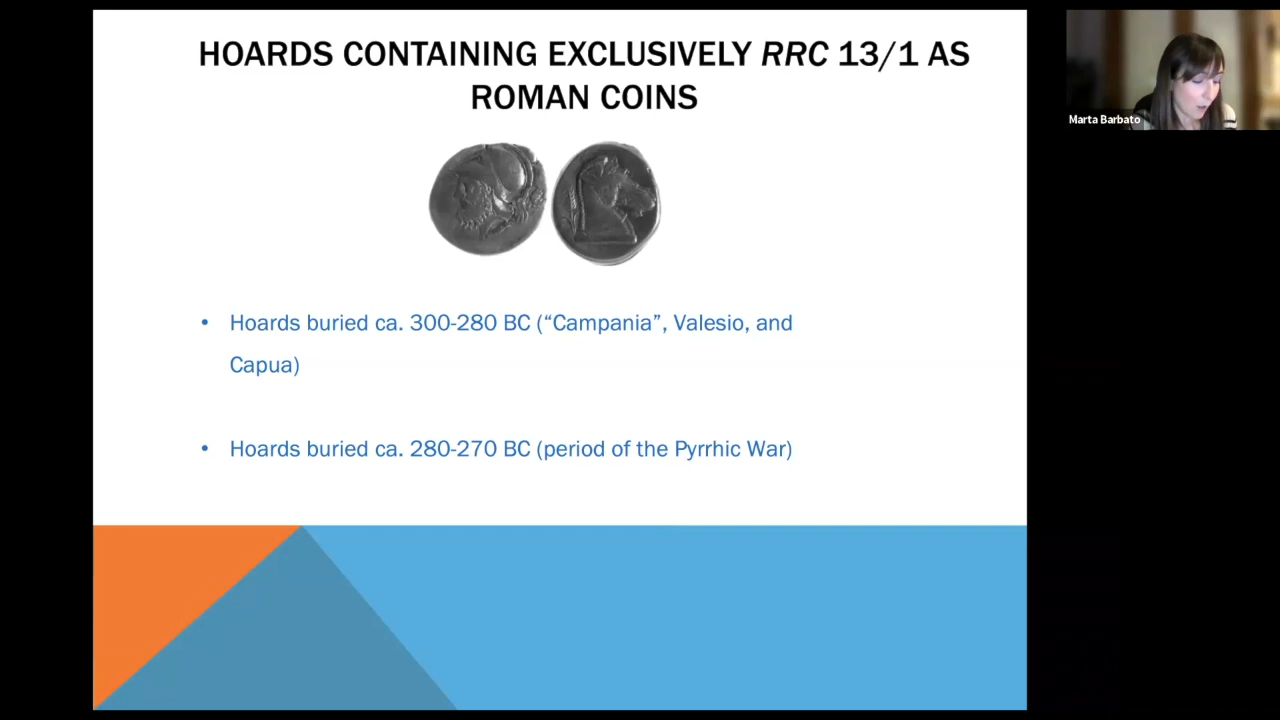 HOARDS CONTAINING EXCLUSIVELY RRC 13/1 AS
ROMAN COINS
Marta Barbato
• Hoards buried ca. 300-280 BC (“Campania”, Valesio, and
Capua)
• Hoards buried ca. 280-270 BC (period of the Pyrrhic War)